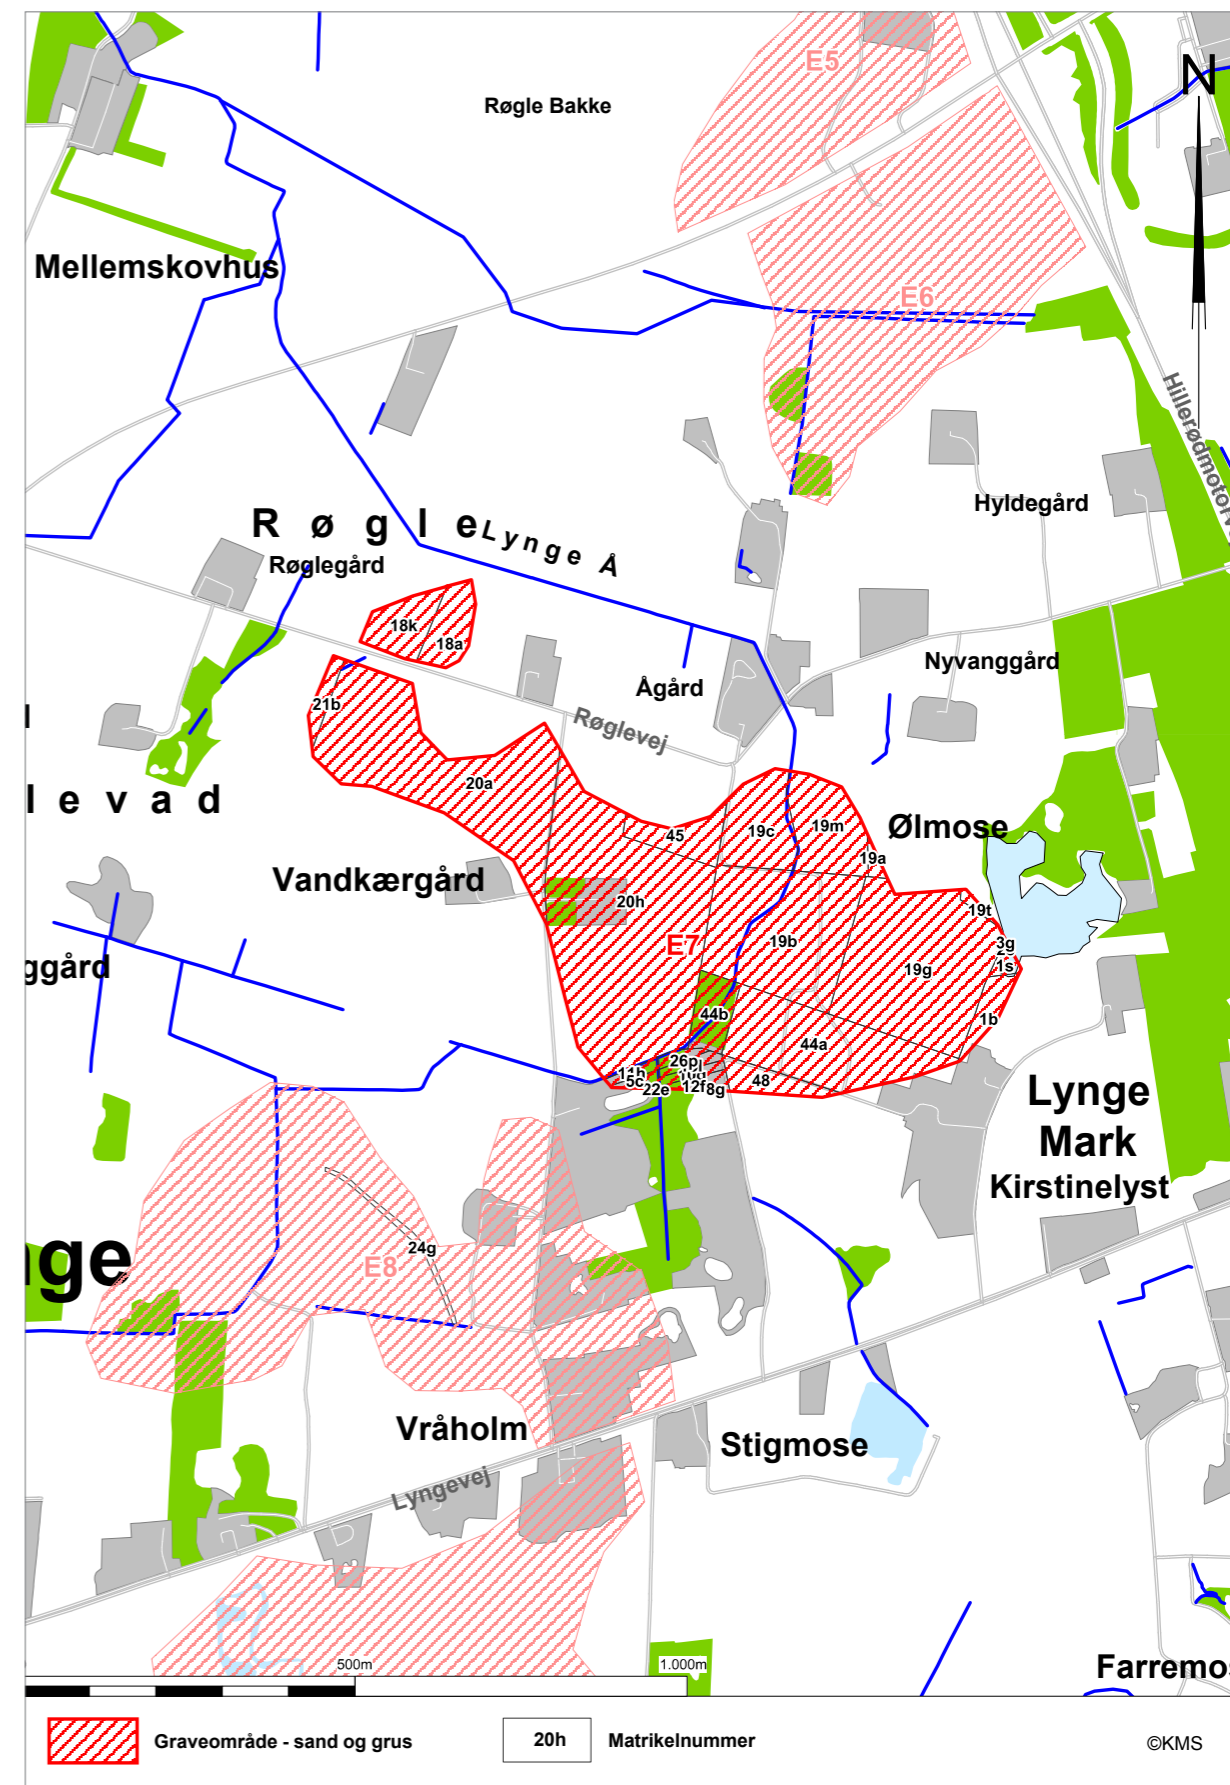 E5
N
Røgle Bakke
Mellemskovhus
E6
Hyldegård
Røgle
Lynge Å
Røglegård
18k
18a
Nyvanggård
Ågård
21b
Røglevej
20a
levad
45
19c
19m
Ølmose
19a
Vandkærgård
20h
19t
E7
19b
3g
1s
19g
ggård
44b
1b
44a
26p
5c
48
22e
12f
8g
Lynge
Mark
Kirstinelyst
24g
nge
E8
Vråholm
Stigmose
Lyngevej
500m
1.000m
Farremos
Graveområde - sand og grus
20h
Matrikelnummer
©KMS